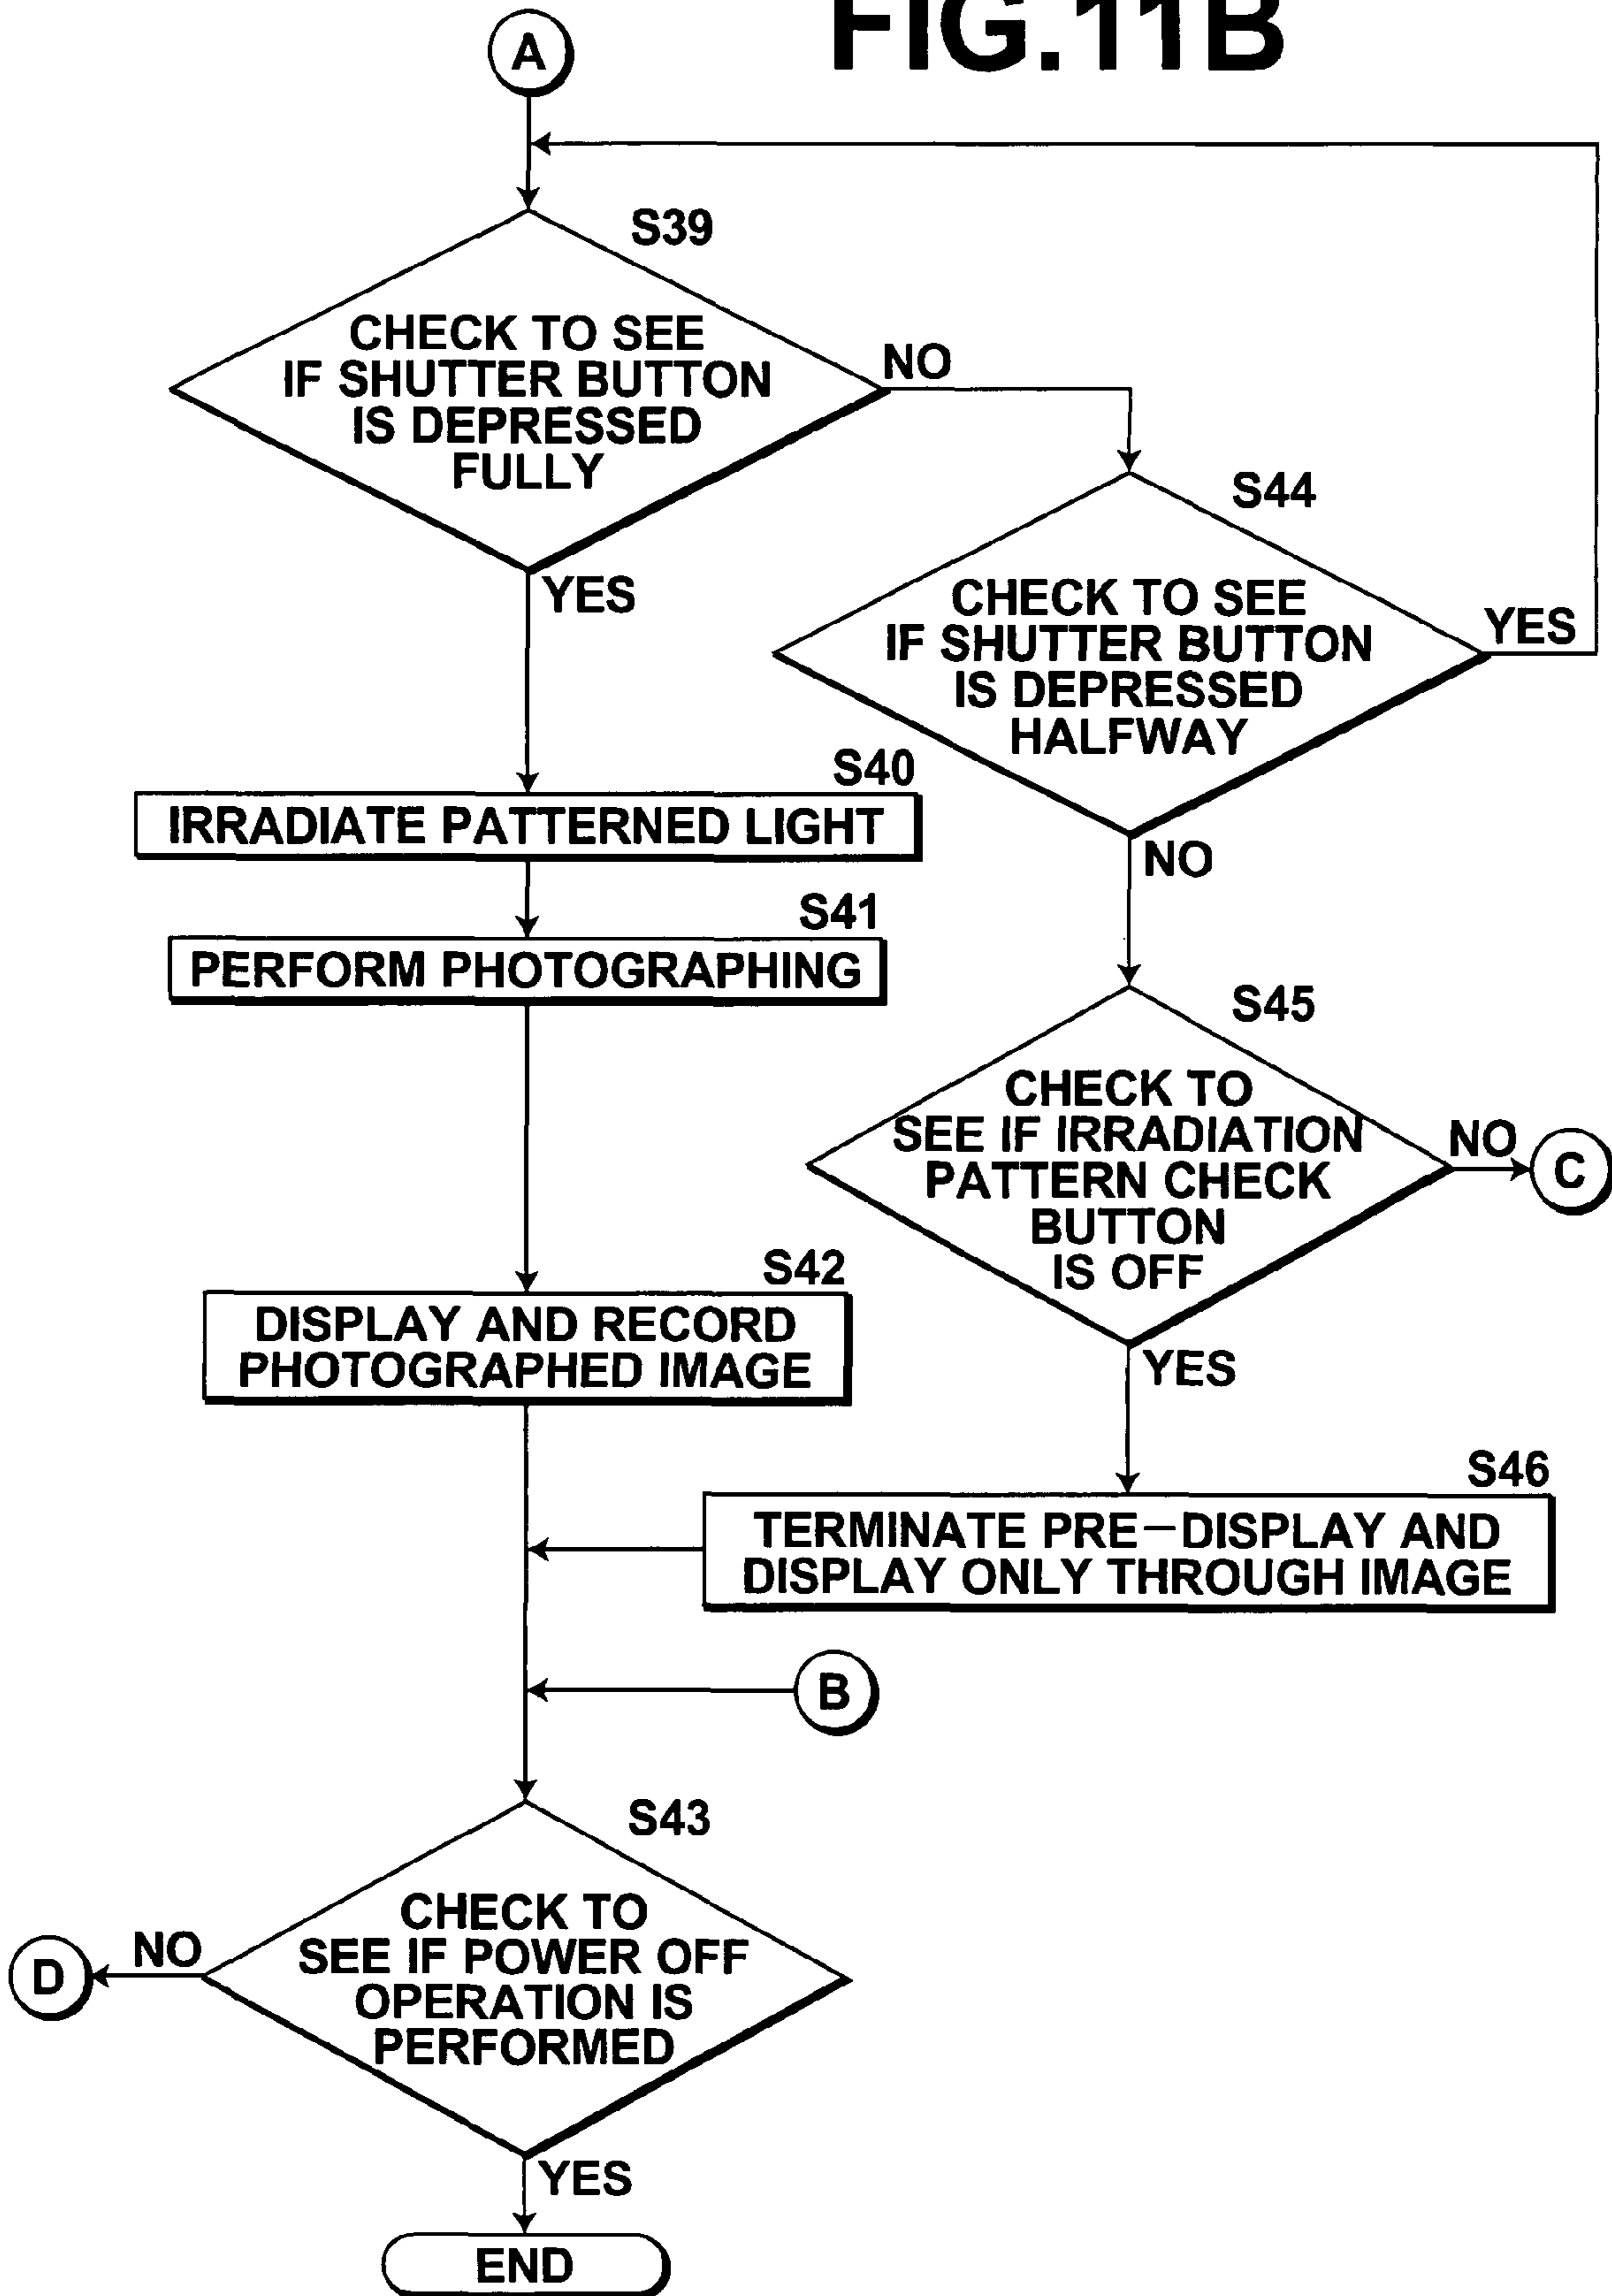 FIG.11B
A
S39
CHECK TO SEE
IF SHUTTER BUTTON
IS DEPRESSED
FULLY
NO
YES
S44
CHECK TO SEE
IF SHUTTER BUTTON
IS DEPRESSED
HALFWAY
YES
NO
S40
IRRADIATE PATTERNED LIGHT
S41
PERFORM PHOTOGRAPHING
S45
CHECK TO
SEE IF IRRADIATION
PATTERN CHECK
BUTTON
IS OFF
NO
C
YES
S42
DISPLAY AND RECORD
PHOTOGRAPHED IMAGE
S46
TERMINATE PRE—DISPLAY AND
DISPLAY ONLY THROUGH IMAGE
B
S43
CHECK TO
SEE IF POWER OFF
OPERATION IS
PERFORMED
NO
D
YES
END